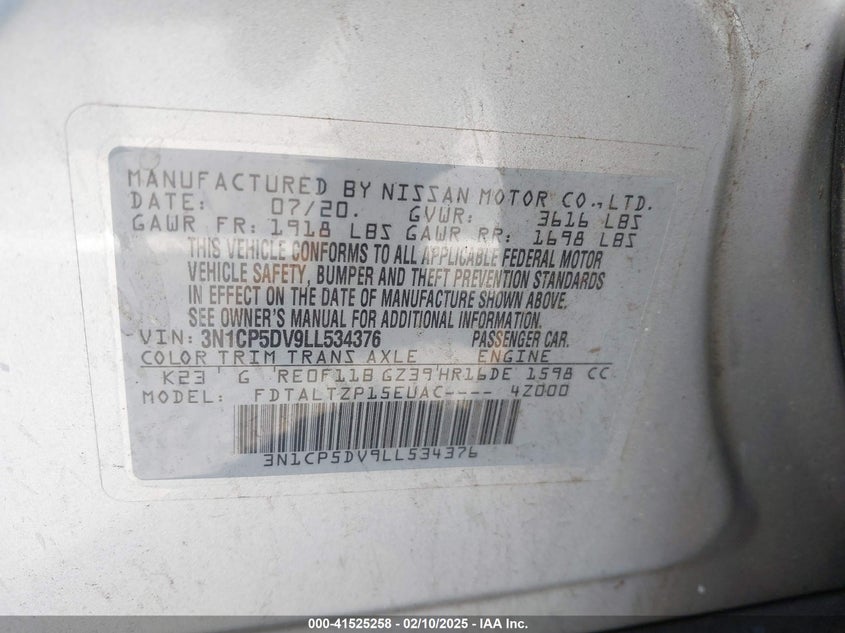 MANUFACTURED BY NISSAN MOTOR CO., LTD.
DATE: 07/20. GVWR: 3616 LBS
GAWR FR: 1918 LBS GAWR RR: 1698 LBS
THIS VEHICLE CONFORMS TO ALL APPLICABLE FEDERAL MOTOR
VEHICLE SAFETY, BUMPER AND THEFT PREVENTION STANDARDS
IN EFFECT ON THE DATE OF MANUFACTURE SHOWN ABOVE.
SEE OWNER'S MANUAL FOR ADDITIONAL INFORMATION.
VIN: 3N1CP5DV9LL534376 PASSENGER CAR.
COLOR TRIM TRANS AXLE ENGINE
K23 G RE0F11B GZ39 HR16DE 1598 CC
MODEL: FDTALTZP15EUAC---- 4Z000
3N1CP5DV9LL534376
000-41525258 - 02/10/2025 - IAA Inc.